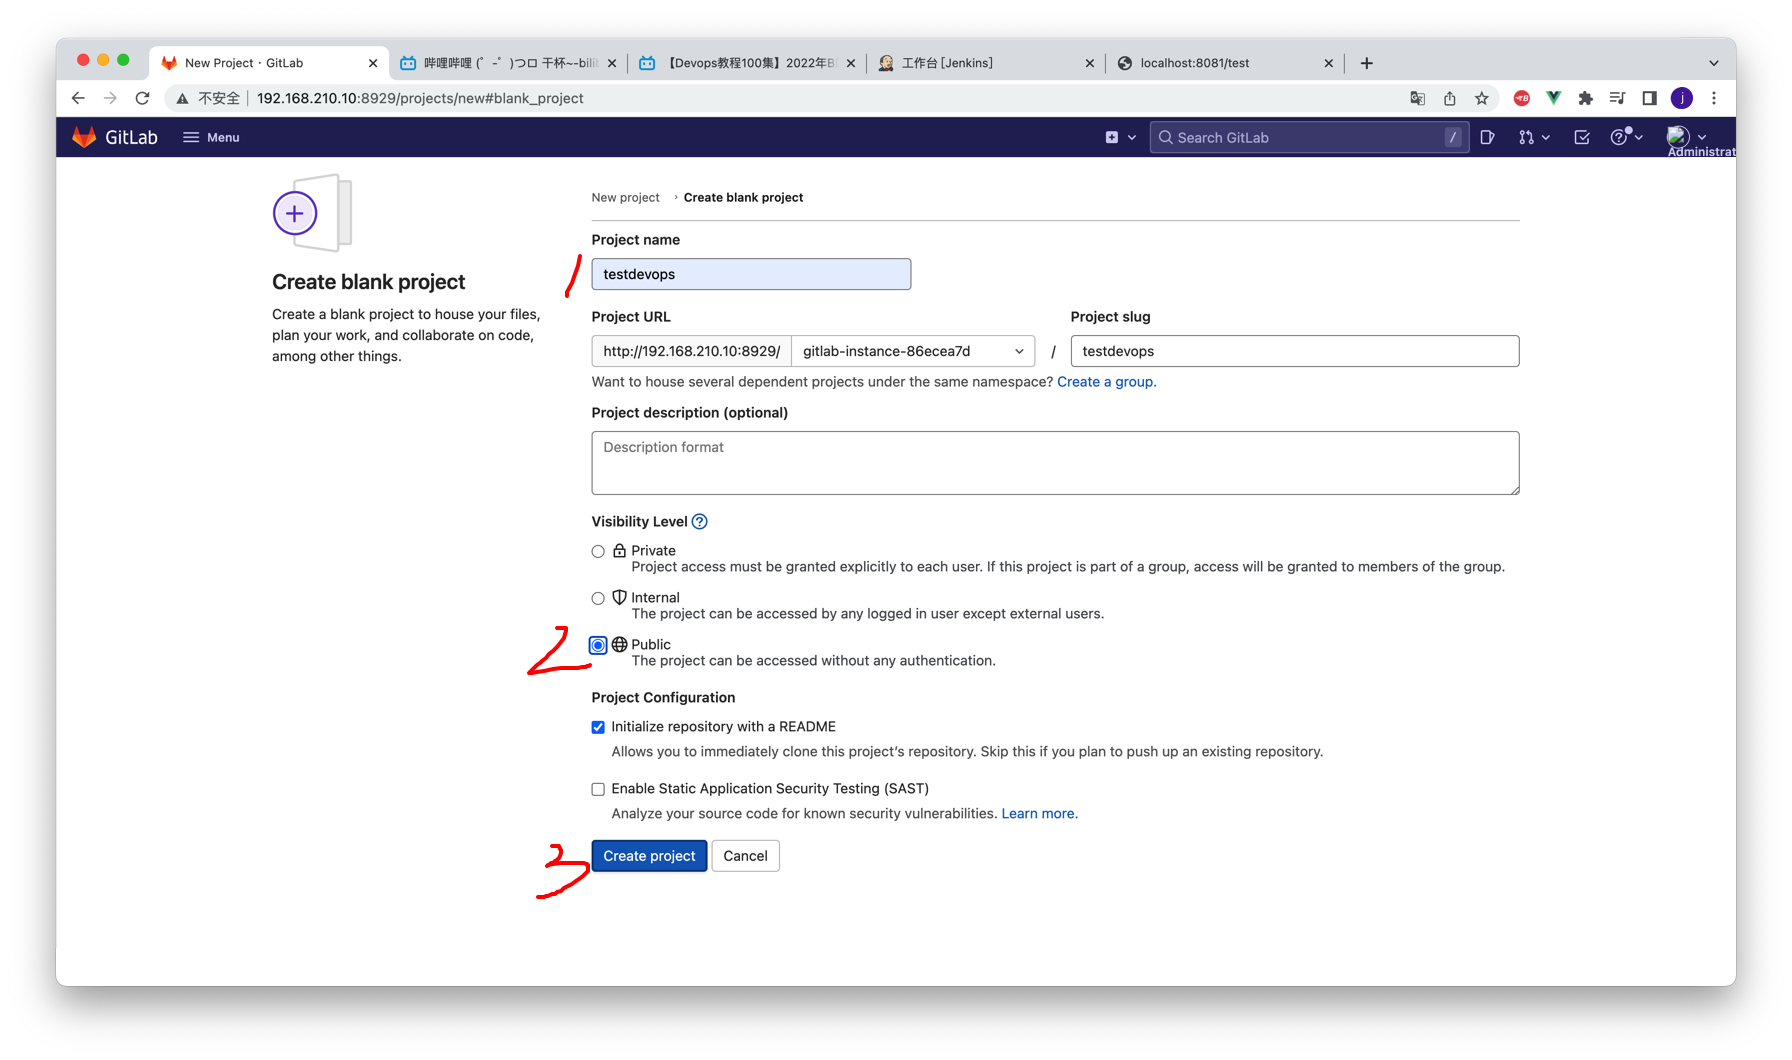 New Project · GitLab
哔哩哔哩 (゜-゜)つロ 干杯~-bili
【Devops教程100集】2022年B
工作台 [Jenkins]
localhost:8081/test
不安全 192.168.210.10:8929/projects/new#blank_project
j
GitLab Menu Search GitLab /
Administrat
New project › Create blank project
Create blank project
Create a blank project to house your files,
plan your work, and collaborate on code,
among other things.
Project name
1
testdevops
Project URL Project slug
http://192.168.210.10:8929/ gitlab-instance-86ecea7d / testdevops
Want to house several dependent projects under the same namespace? Create a group.
Project description (optional)
Description format
Visibility Level
Private
Project access must be granted explicitly to each user. If this project is part of a group, access will be granted to members of the group.
Internal
The project can be accessed by any logged in user except external users.
2
Public
The project can be accessed without any authentication.
Project Configuration
Initialize repository with a README
Allows you to immediately clone this project's repository. Skip this if you plan to push up an existing repository.
Enable Static Application Security Testing (SAST)
Analyze your source code for known security vulnerabilities. Learn more.
3
Create project Cancel